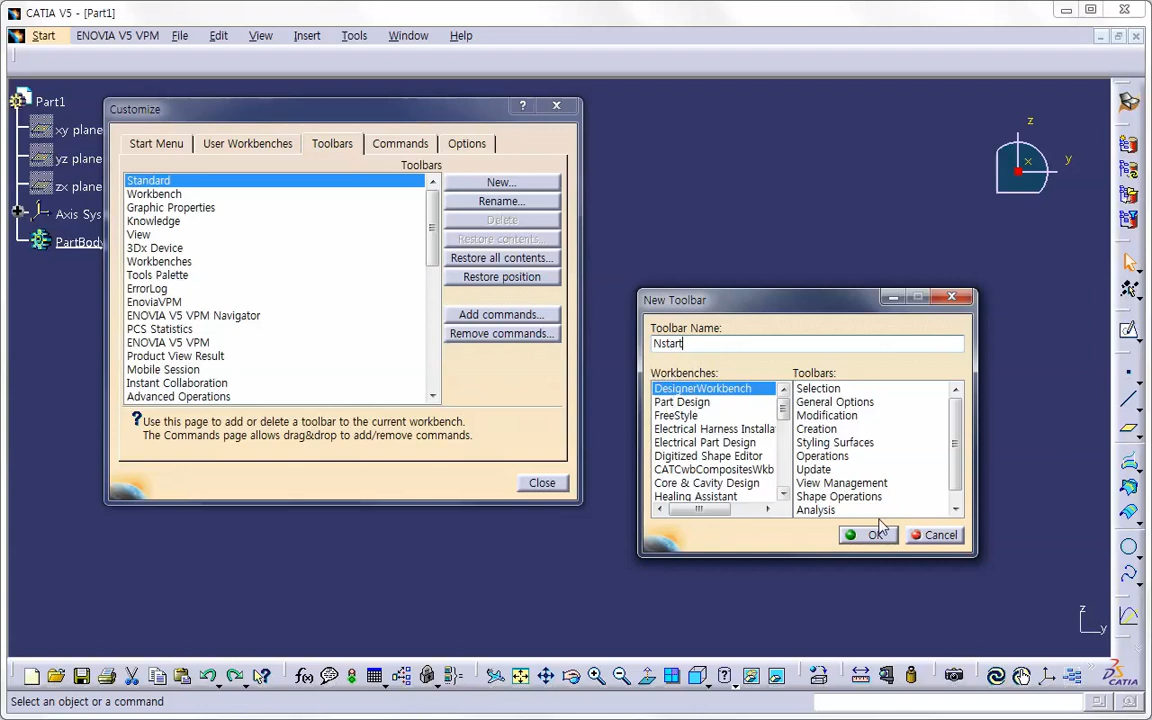 CATIA V5 - [Part1]
Start ENOVIA V5 VPM File Edit View Insert Tools Window Help
Part1
xy plane
yz plane
zx plane
Axis Sys
PartBody
Customize
Start Menu User Workbenches Toolbars Commands Options
Toolbars
Standard
Workbench
Graphic Properties
Knowledge
View
3Dx Device
Workbenches
Tools Palette
ErrorLog
EnoviaVPM
ENOVIA V5 VPM Navigator
PCS Statistics
ENOVIA V5 VPM
Product View Result
Mobile Session
Instant Collaboration
Advanced Operations
New...
Rename...
Delete
Restore contents...
Restore all contents...
Restore position
Add commands...
Remove commands...
Use this page to add or delete a toolbar to the current workbench.
The Commands page allows drag&drop to add/remove commands.
Close
z
x
y
New Toolbar
Toolbar Name:
Nstart
Workbenches:
DesignerWorkbench
Part Design
FreeStyle
Electrical Harness Installa
Electrical Part Design
Digitized Shape Editor
CATCwbCompositesWkb
Core & Cavity Design
Healing Assistant
Toolbars:
Selection
General Options
Modification
Creation
Styling Surfaces
Operations
Update
View Management
Shape Operations
Analysis
OK Cancel
z
y
f(x)
CATIA
Select an object or a command